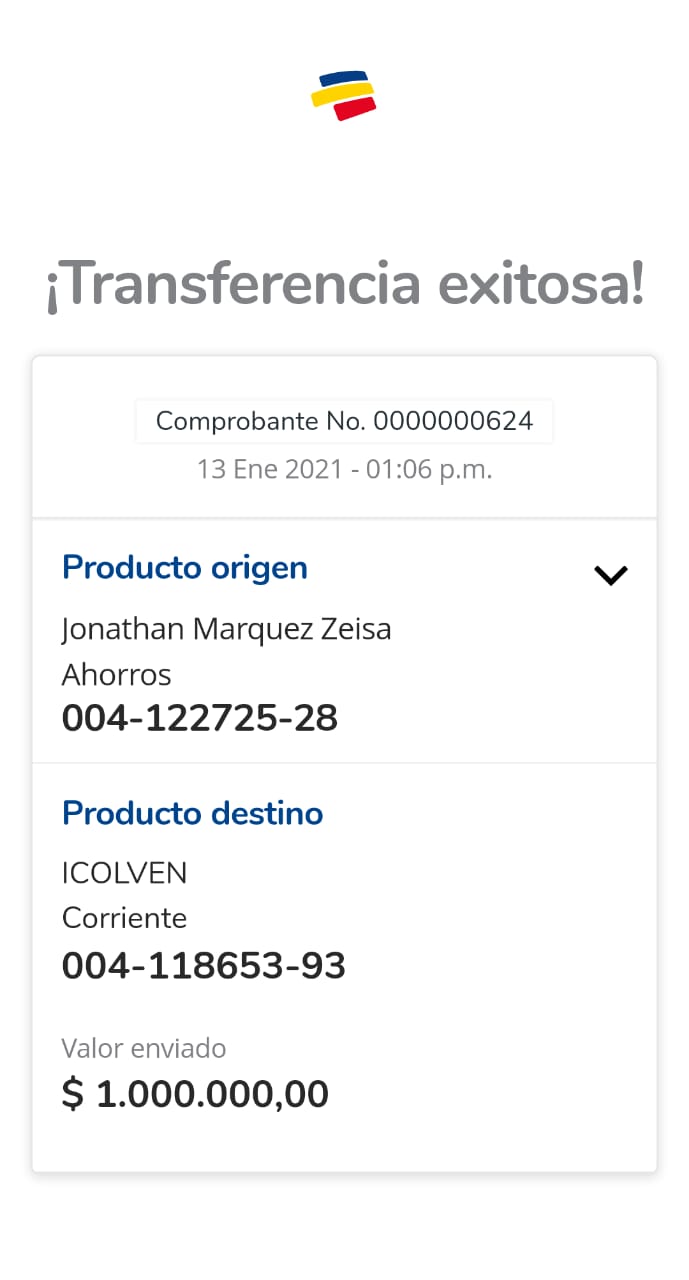 ¡Transferencia exitosa!
Comprobante No. 0000000624
13 Ene 2021 - 01:06 p.m.
Producto origen
Jonathan Marquez Zeisa
Ahorros
004-122725-28
Producto destino
ICOLVEN
Corriente
004-118653-93
Valor enviado
$ 1.000.000,00